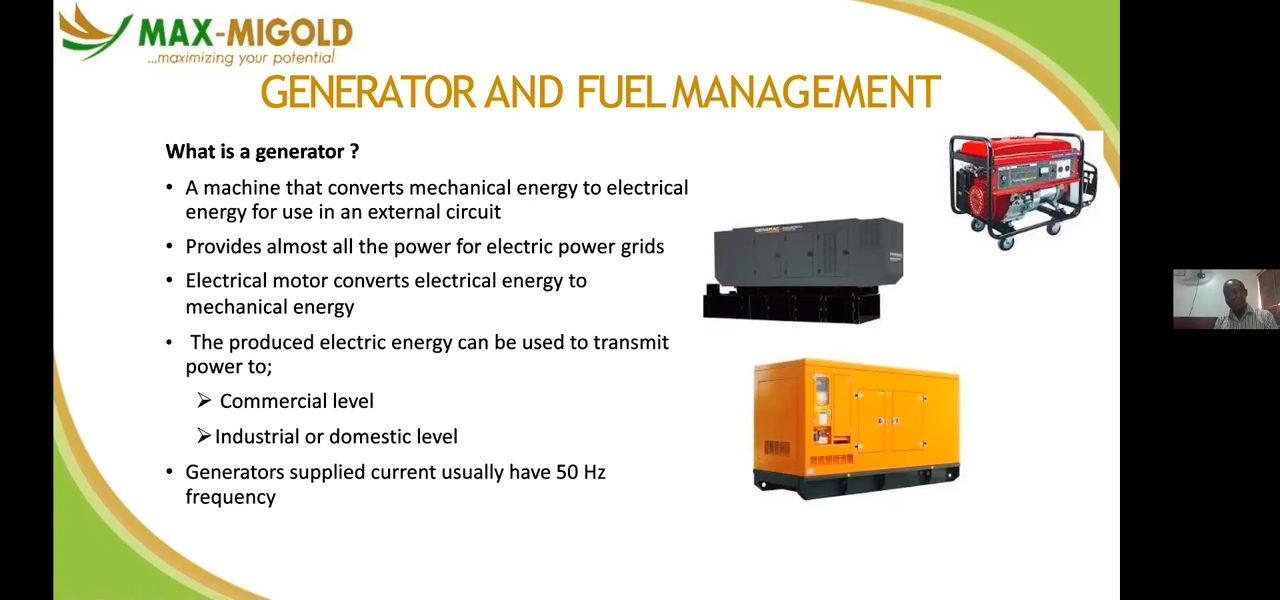 MAX-MIGOLD
...maximizing your potential
GENERATOR AND FUEL MANAGEMENT
What is a generator ?
• A machine that converts mechanical energy to electrical
energy for use in an external circuit
• Provides almost all the power for electric power grids
• Electrical motor converts electrical energy to
mechanical energy
• The produced electric energy can be used to transmit
power to;
➢ Commercial level
➢ Industrial or domestic level
• Generators supplied current usually have 50 Hz
frequency
GENERAC